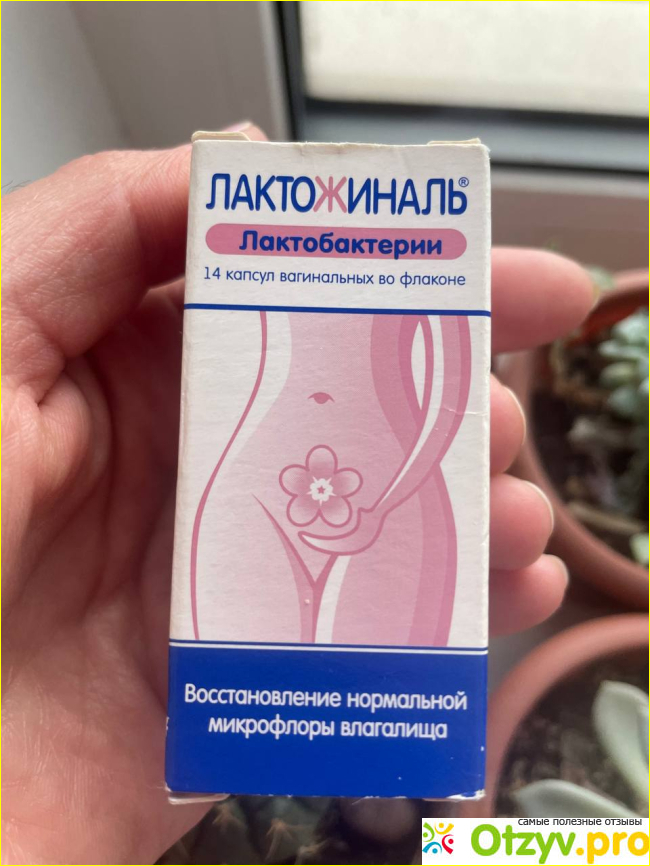 ЛАКТОЖИНАЛЬ®
Лактобактерии
14 капсул вагинальных во флаконе
Восстановление нормальной
микрофлоры влагалища
самые полезные отзывы
Otzyv.pro